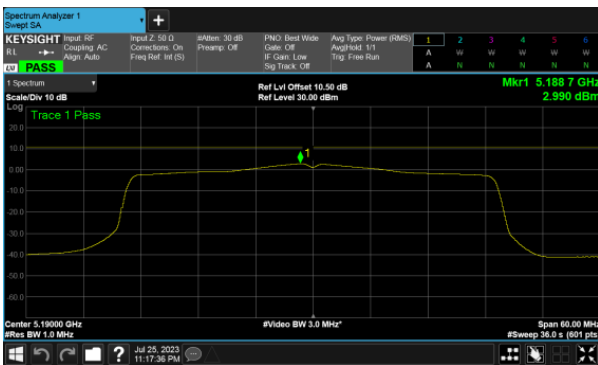 Spectrum Analyzer 1
Swept SA
+
KEYSIGHT Input: RF Input Z: 50 Ω #Atten: 30 dB PNO: Best Wide Avg Type: Power (RMS) 1 2 3 4 5 6
RL Coupling: AC Corrections: On Preamp: Off Gate: Off Avg|Hold: 1/1 A W W W W W
Align: Auto Freq Ref: Int (S) IF Gain: Low Trig: Free Run
LXI PASS Sig Track: Off A N N N N N
1 Spectrum Ref Lvl Offset 10.50 dB Mkr1 5.188 7 GHz
Scale/Div 10 dB Ref Level 30.00 dBm 2.990 dBm
Log Trace 1 Pass
20.0
10.0
1
0.00
-10.0
-20.0
-30.0
-40.0
-50.0
-60.0
Center 5.19000 GHz #Video BW 3.0 MHz* Span 60.00 MHz
#Res BW 1.0 MHz #Sweep 36.0 s (601 pts)
? Jul 25, 2023
11:17:36 PM